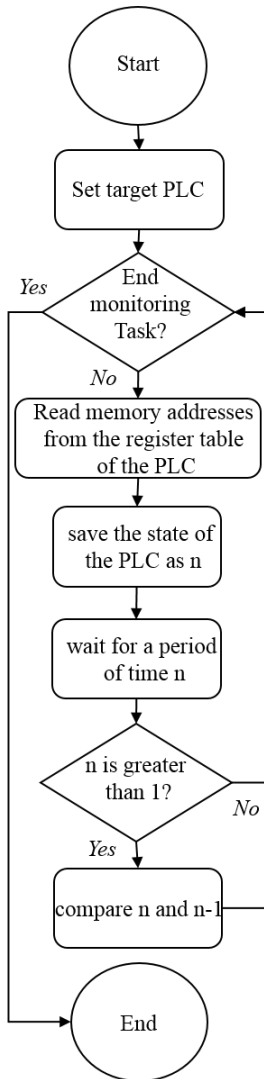 Start
Set target PLC
End
monitoring
Task?
Yes
No
Read memory addresses
from the register table
of the PLC
save the state
of the PLC as n
wait for a period
of time n
n is greater
than 1?
No
Yes
compare n and n-1
End